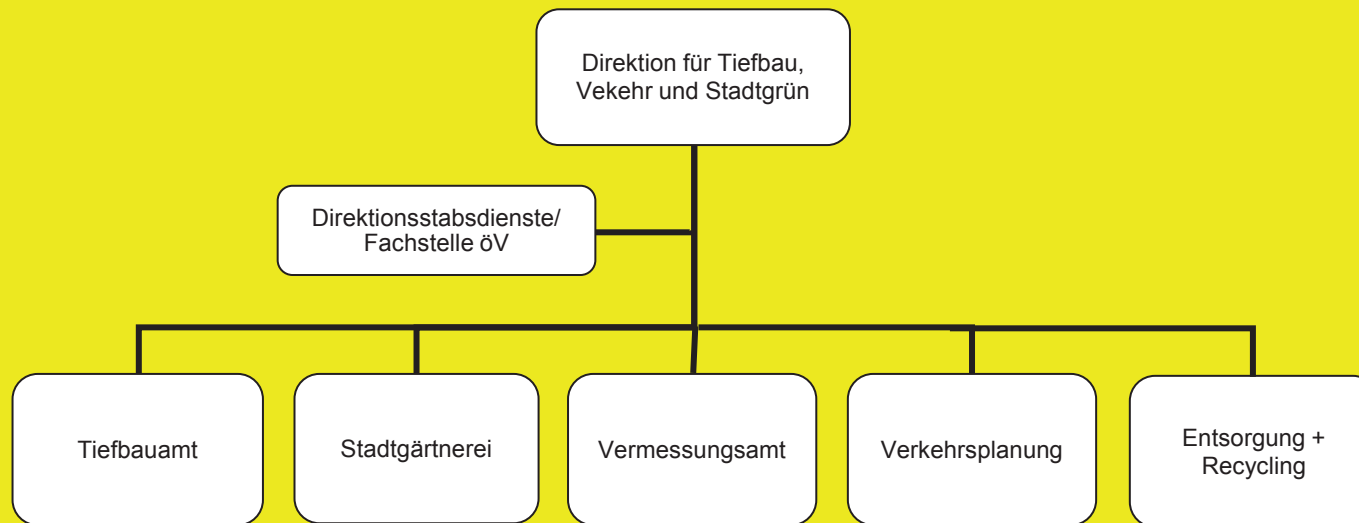 Direktion für Tiefbau,
Vekehr und Stadtgrün
Direktionsstabsdienste/
Fachstelle öV
Tiefbauamt
Stadtgärtnerei
Vermessungsamt
Verkehrsplanung
Entsorgung +
Recycling